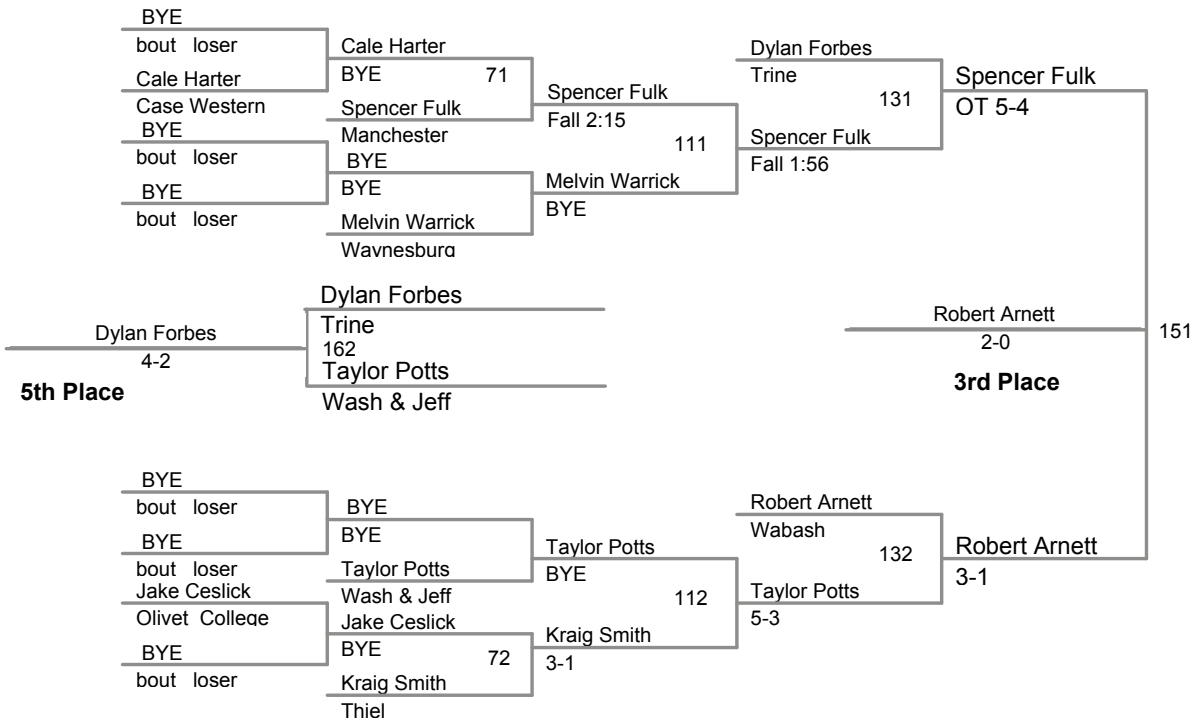 BYE
bout loser
Cale Harter
Case Western
BYE
bout loser
BYE
bout loser
Cale Harter
BYE
71
Spencer Fulk
Manchester
BYE
BYE
Melvin Warrick
Waynesburg
Spencer Fulk
Fall 2:15
111
Melvin Warrick
BYE
Dylan Forbes
Trine
131
Spencer Fulk
Fall 1:56
Spencer Fulk
OT 5-4
Dylan Forbes
4-2
5th Place
Dylan Forbes
Trine
162
Taylor Potts
Wash & Jeff
Robert Arnett
2-0
3rd Place
151
BYE
bout loser
BYE
bout loser
Jake Ceslick
Olivet College
BYE
bout loser
BYE
BYE
Taylor Potts
Wash & Jeff
Jake Ceslick
BYE
72
Kraig Smith
Thiel
Taylor Potts
BYE
112
Kraig Smith
3-1
Robert Arnett
Wabash
132
Taylor Potts
5-3
Robert Arnett
3-1